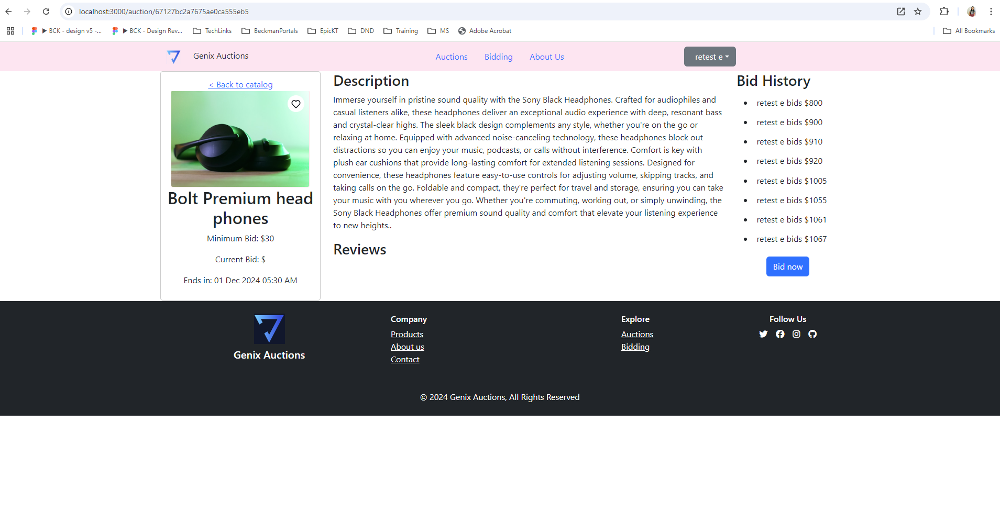 localhost:3000/auction/67127bc2a7675ae0ca555eb5
BCK - design v5 -... BCK - Design Rev... TechLinks BeckmanPortals EpicKT DND Training MS Adobe Acrobat All Bookmarks
Genix Auctions Auctions Bidding About Us retest e
< Back to catalog
Bolt Premium head
phones
Minimum Bid: $30
Current Bid: $
Ends in: 01 Dec 2024 05:30 AM
Description
Immerse yourself in pristine sound quality with the Sony Black Headphones. Crafted for audiophiles and
casual listeners alike, these headphones deliver an exceptional audio experience with deep, resonant bass
and crystal-clear highs. The sleek black design complements any style, whether you're on the go or
relaxing at home. Equipped with advanced noise-canceling technology, these headphones block out
distractions so you can enjoy your music, podcasts, or calls without interference. Comfort is key with
plush ear cushions that provide long-lasting comfort for extended listening sessions. Designed for
convenience, these headphones feature easy-to-use controls for adjusting volume, skipping tracks, and
taking calls on the go. Foldable and compact, they're perfect for travel and storage, ensuring you can take
your music with you wherever you go. Whether you're commuting, working out, or simply unwinding, the
Sony Black Headphones offer premium sound quality and comfort that elevate your listening experience
to new heights..
Reviews
Bid History
retest e bids $800
retest e bids $900
retest e bids $910
retest e bids $920
retest e bids $1005
retest e bids $1055
retest e bids $1061
retest e bids $1067
Bid now
Genix Auctions
Company
Products
About us
Contact
Explore
Auctions
Bidding
Follow Us
© 2024 Genix Auctions, All Rights Reserved